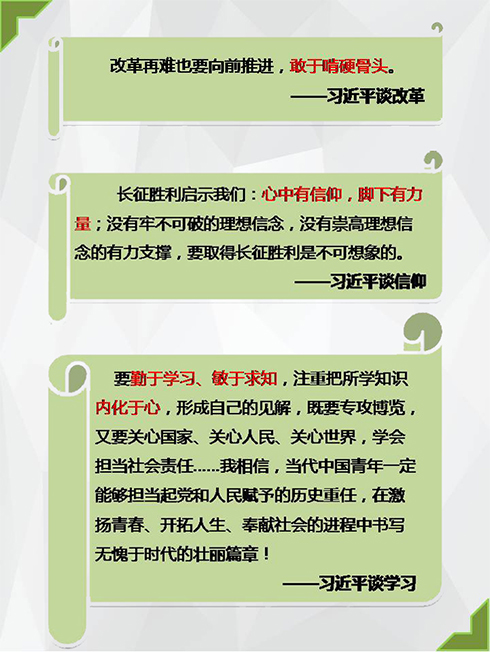 改革再难也要向前推进，敢于啃硬骨头。
——习近平谈改革
长征胜利启示我们：心中有信仰，脚下有力
量；没有牢不可破的理想信念，没有崇高理想信
念的有力支撑，要取得长征胜利是不可想象的。
——习近平谈信仰
要勤于学习、敏于求知，注重把所学知识
内化于心，形成自己的见解，既要专攻博览，
又要关心国家、关心人民、关心世界，学会
担当社会责任......我相信，当代中国青年一定
能够担当起党和人民赋予的历史重任，在激
扬青春、开拓人生、奉献社会的进程中书写
无愧于时代的壮丽篇章！
——习近平谈学习